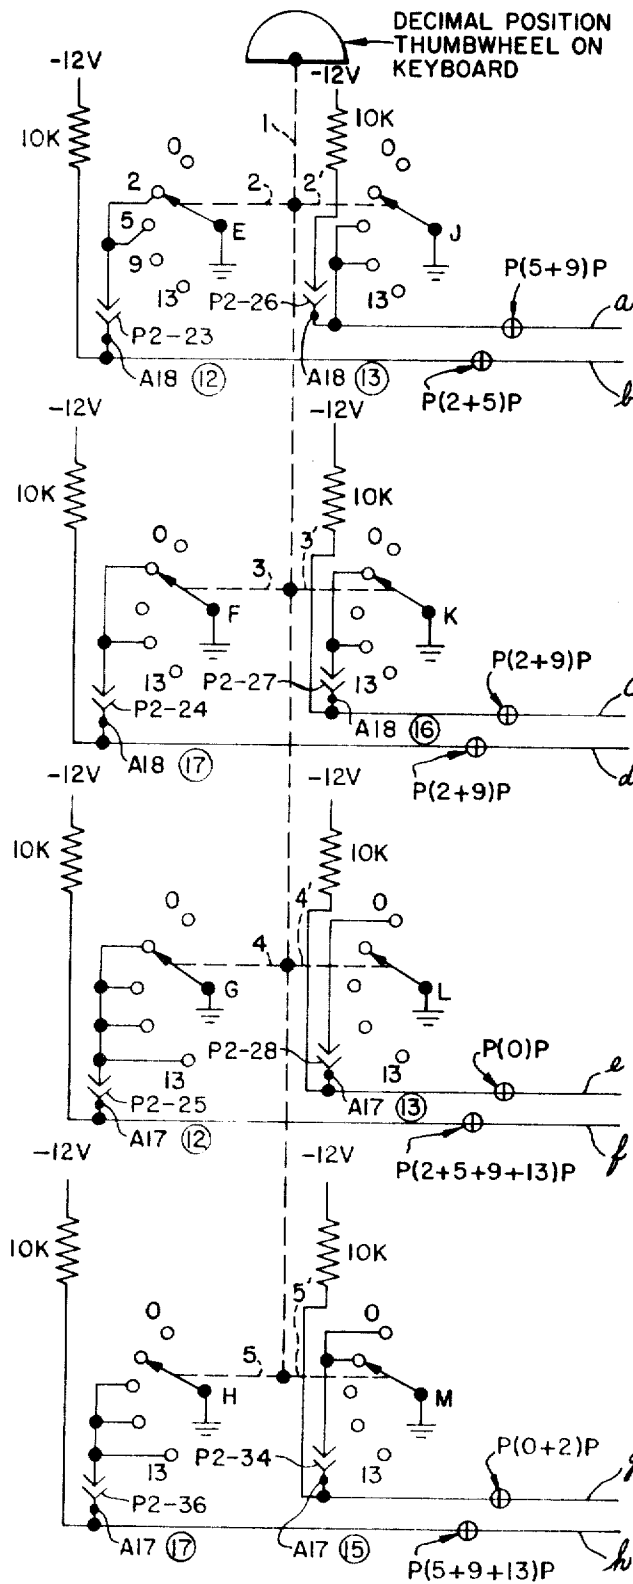 DECIMAL POSITION
THUMBWHEEL ON
KEYBOARD
-12V
-12V
10K
1
10K
0
0
2
2
2'
5
E
J
9
13
P2-26
13
P(5+9)P
a
P2-23
A18 (12)
A18 (13)
P(2+5)P
b
-12V
-12V
10K
10K
0
3
3'
0
F
K
13
P2-27
13
P(2+9)P
c
P2-24
A18 (16)
A18 (17)
P(2+9)P
d
-12V
-12V
10K
10K
0
4'
0
4
G
L
13
P2-28
13
P(0)P
e
P2-25
A17 (13)
A17 (12)
P(2+5+9+13)P
f
-12V
-12V
10K
10K
0
5'
0
5
H
M
13
P2-34
13
P(0+2)P
g
P2-36
A17 (17)
A17 (15)
P(5+9+13)P
h